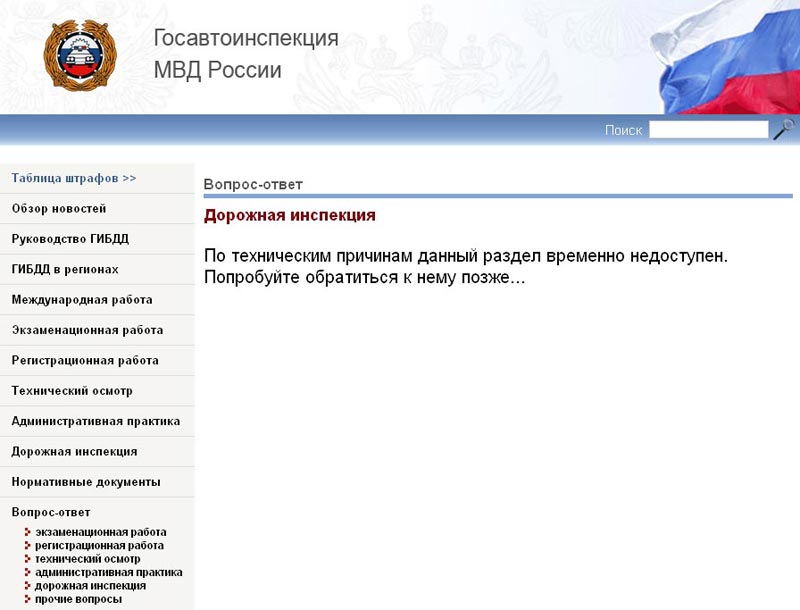 Госавтоинспекция
МВД России
Поиск
Таблица штрафов >>
Обзор новостей
Руководство ГИБДД
ГИБДД в регионах
Международная работа
Экзаменационная работа
Регистрационная работа
Технический осмотр
Административная практика
Дорожная инспекция
Нормативные документы
Вопрос-ответ
экзаменационная работа
регистрационная работа
технический осмотр
административная практика
дорожная инспекция
прочие вопросы
Вопрос-ответ
Дорожная инспекция
По техническим причинам данный раздел временно недоступен.
Попробуйте обратиться к нему позже...